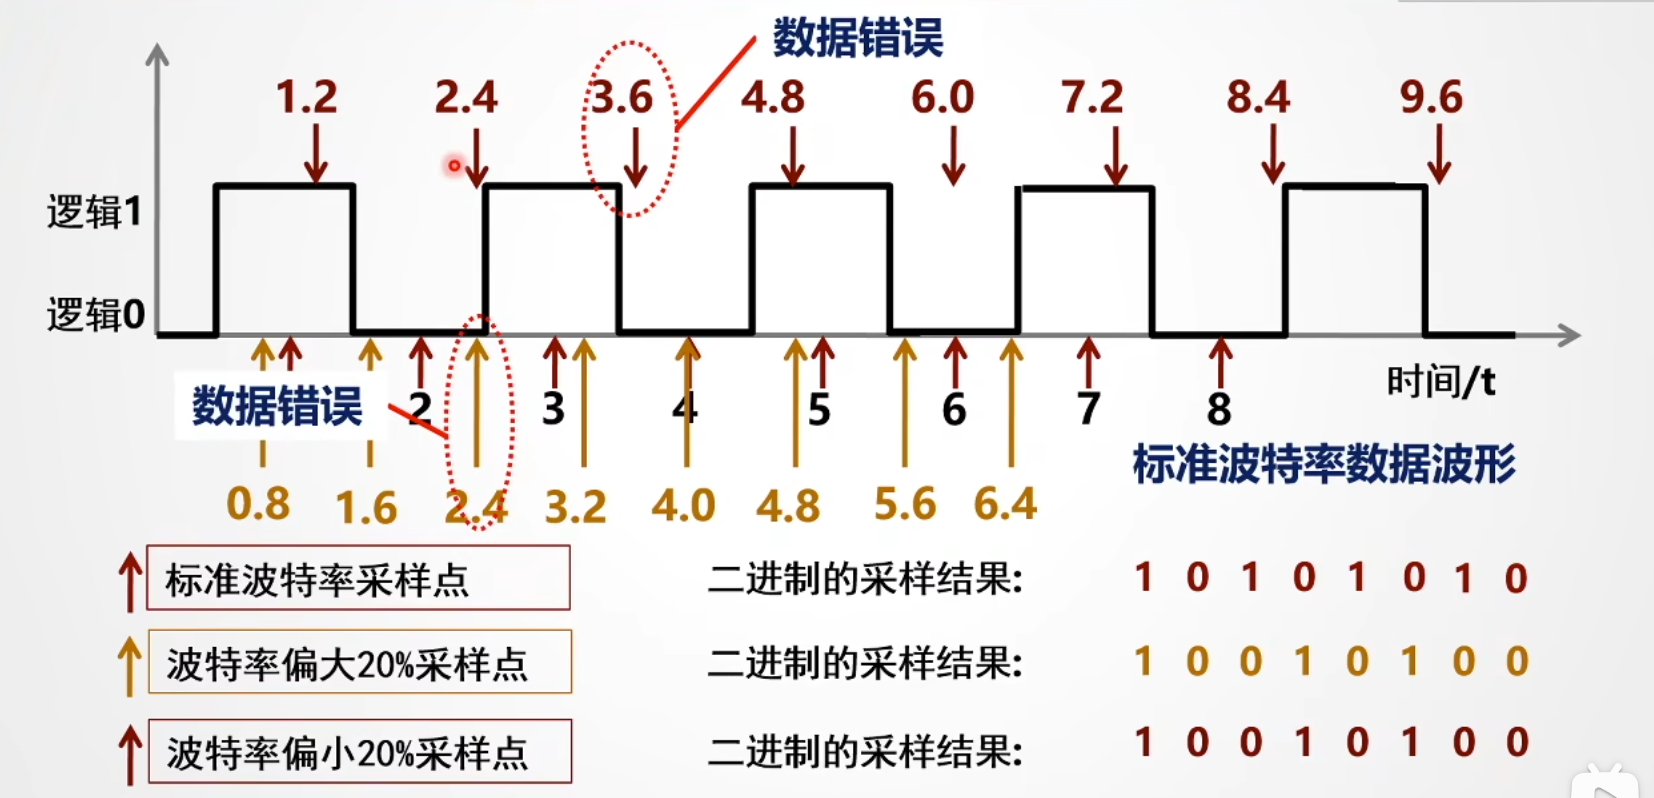 数据错误
1.2 2.4 3.6 4.8 6.0 7.2 8.4 9.6
逻辑1
逻辑0
时间/t
数据错误
2 3 4 5 6 7 8
标准波特率数据波形
0.8 1.6 2.4 3.2 4.0 4.8 5.6 6.4
标准波特率采样点 二进制的采样结果: 1 0 1 0 1 0 1 0
波特率偏大20%采样点 二进制的采样结果: 1 0 0 1 0 1 0 0
波特率偏小20%采样点 二进制的采样结果: 1 0 0 1 0 1 0 0